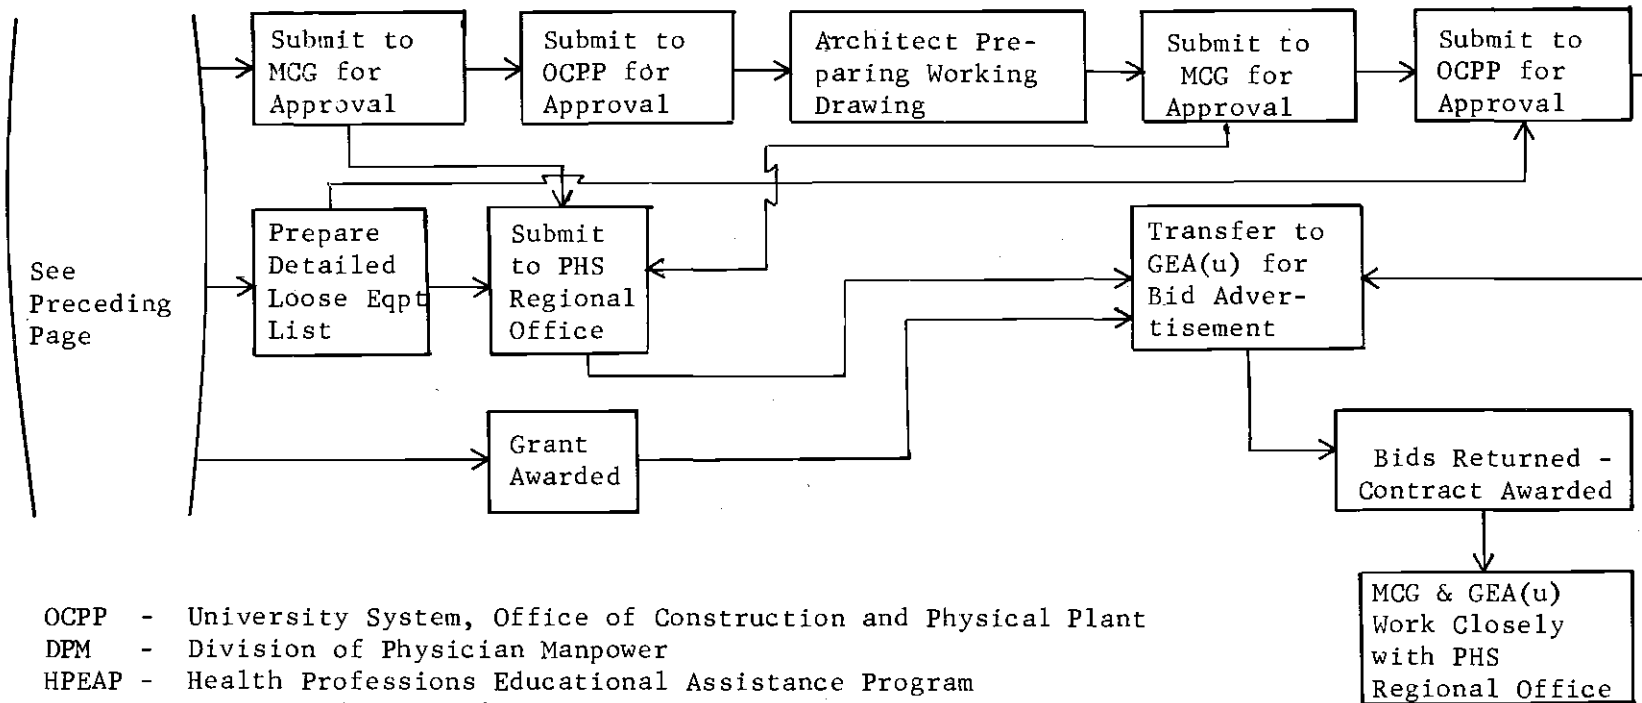 Submit to
MCG for
Approval
Submit to
OCPP for
Approval
Architect Pre-
paring Working
Drawing
Submit to
MCG for
Approval
Submit to
OCPP for
Approval
See
Preceding
Page
Prepare
Detailed
Loose Eqpt
List
Submit
to PHS
Regional
Office
Transfer to
GEA(u) for
Bid Adver-
tisement
Grant
Awarded
Bids Returned -
Contract Awarded
MCG & GEA(u)
Work Closely
with PHS
Regional Office
OCPP - University System, Office of Construction and Physical Plant
DPM - Division of Physician Manpower
HPEAP - Health Professions Educational Assistance Program